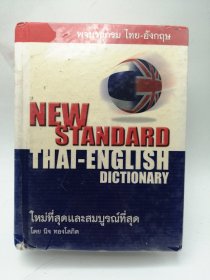 พจนานุกรม ไทย-อังกฤษ
NEW
STANDARD
THAI-ENGLISH
DICTIONARY
ใหม่ที่สุดและสมบูรณ์ที่สุด
โดย นิจ ทองโสภิต